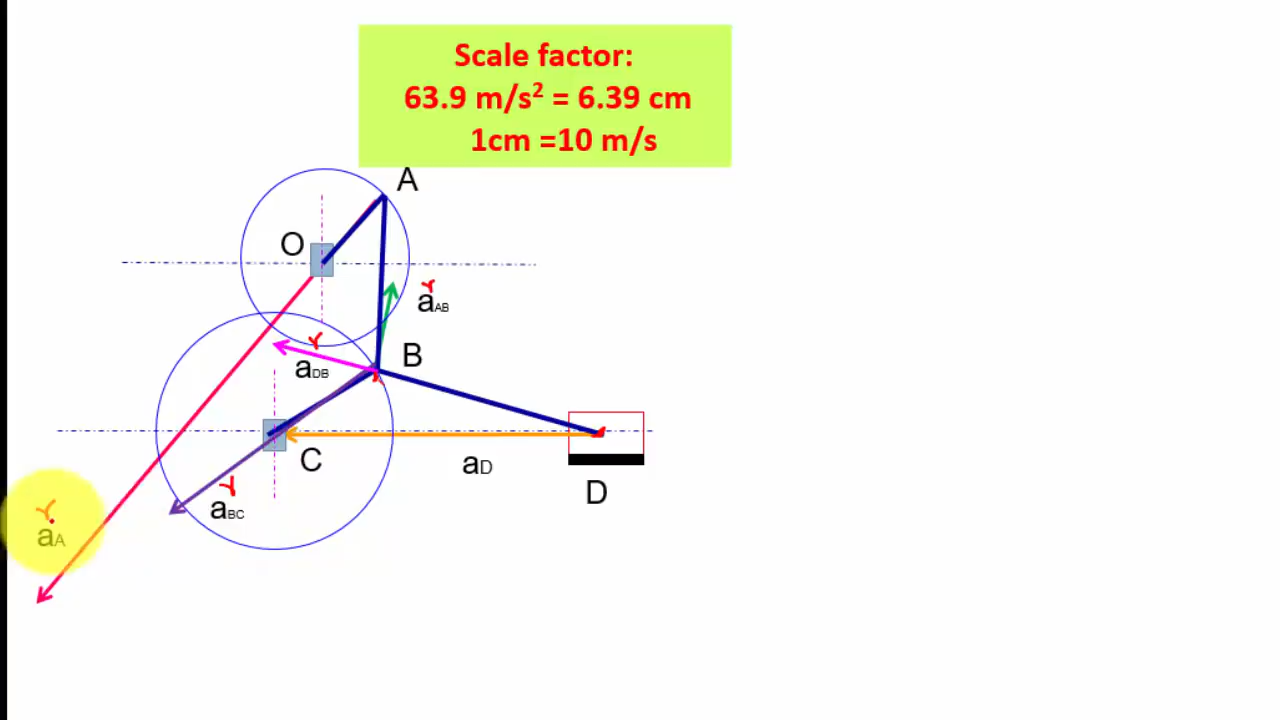 Scale factor:
63.9 m/s² = 6.39 cm
1cm =10 m/s
A
O
r
aAB
B
r
aDB
C
aD
r
aBC
D
r
aA